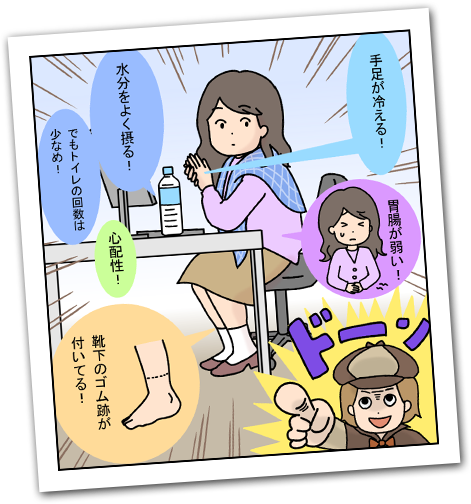 手足が冷える！
水分をよく摂る！
でもトイレの回数は
少なめ！
心配性！
胃腸が弱い！
靴下のゴム跡が
付いてる！
ドーン